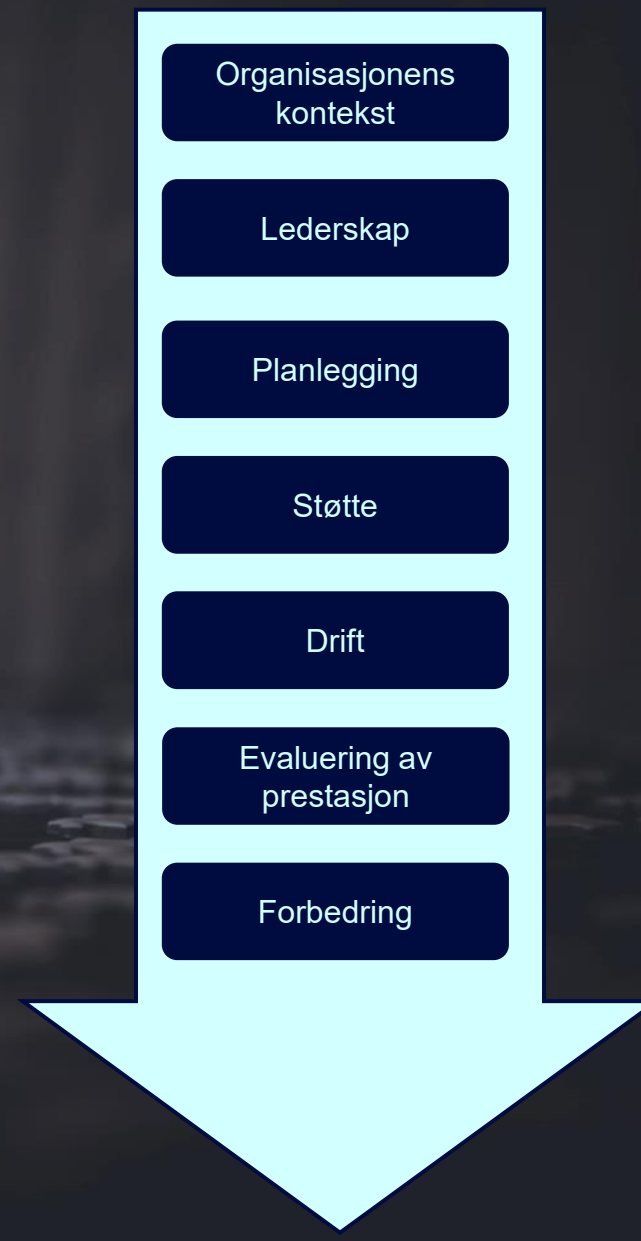 Organisasjonens
kontekst
Lederskap
Planlegging
Støtte
Drift
Evaluering av
prestasjon
Forbedring